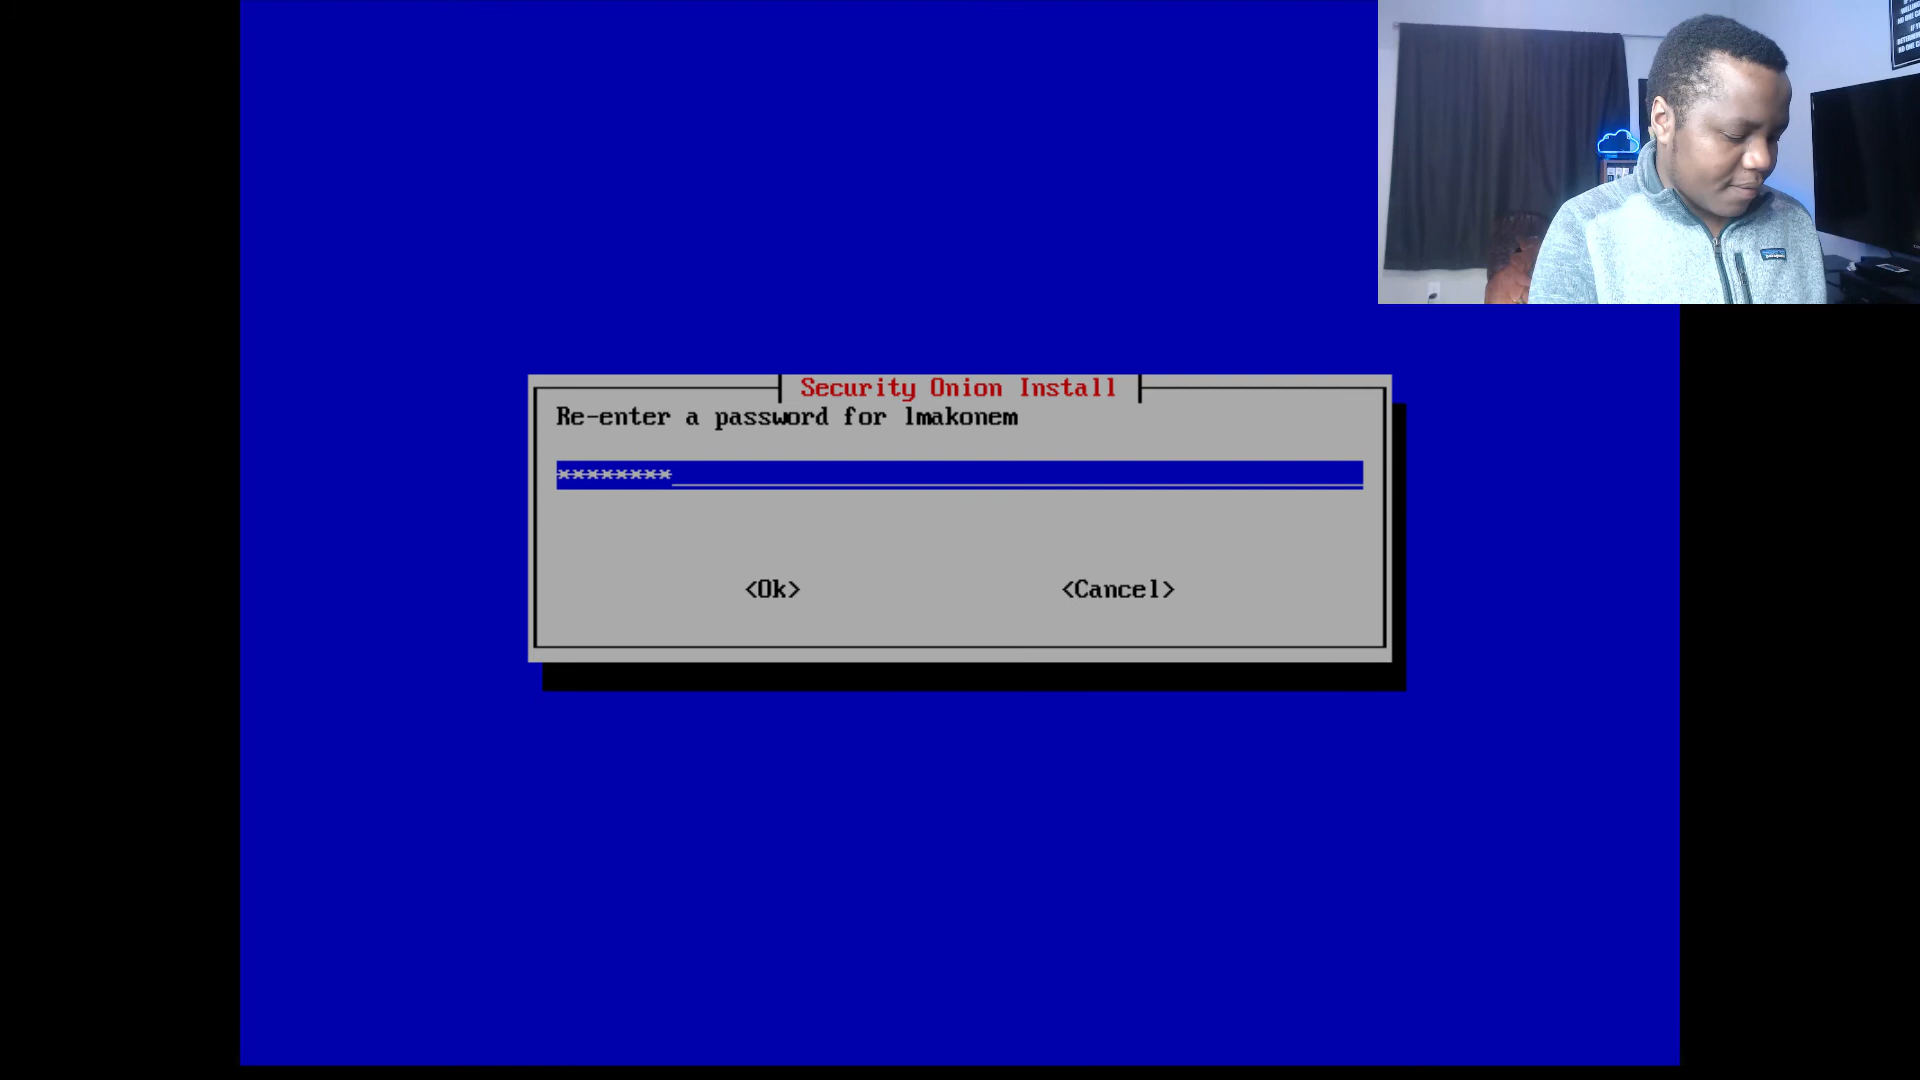 Security Onion Install
Re-enter a password for lmakonem
********
<Ok> <Cancel>